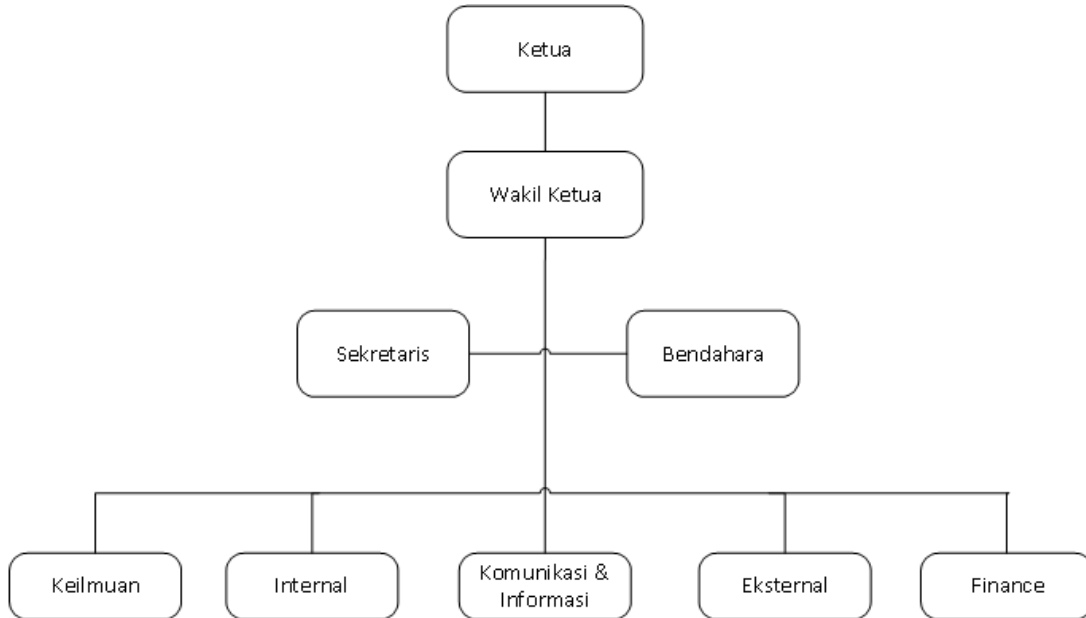 Ketua
Wakil Ketua
Sekretaris
Bendahara
Keilmuan
Internal
Komunikasi &
Informasi
Eksternal
Finance